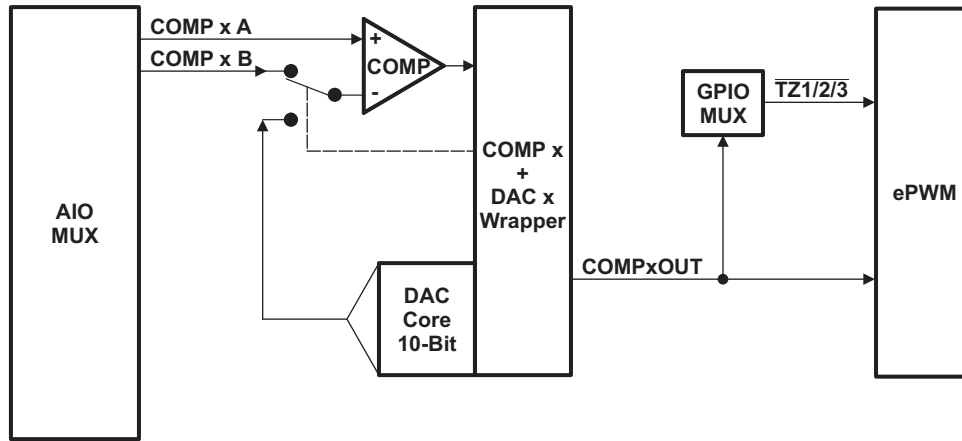 COMP x A
COMP x B
+
COMP
-
AIO
MUX
COMP x
+
DAC x
Wrapper
DAC
Core
10-Bit
COMPxOUT
GPIO
MUX
TZ1/2/3
ePWM